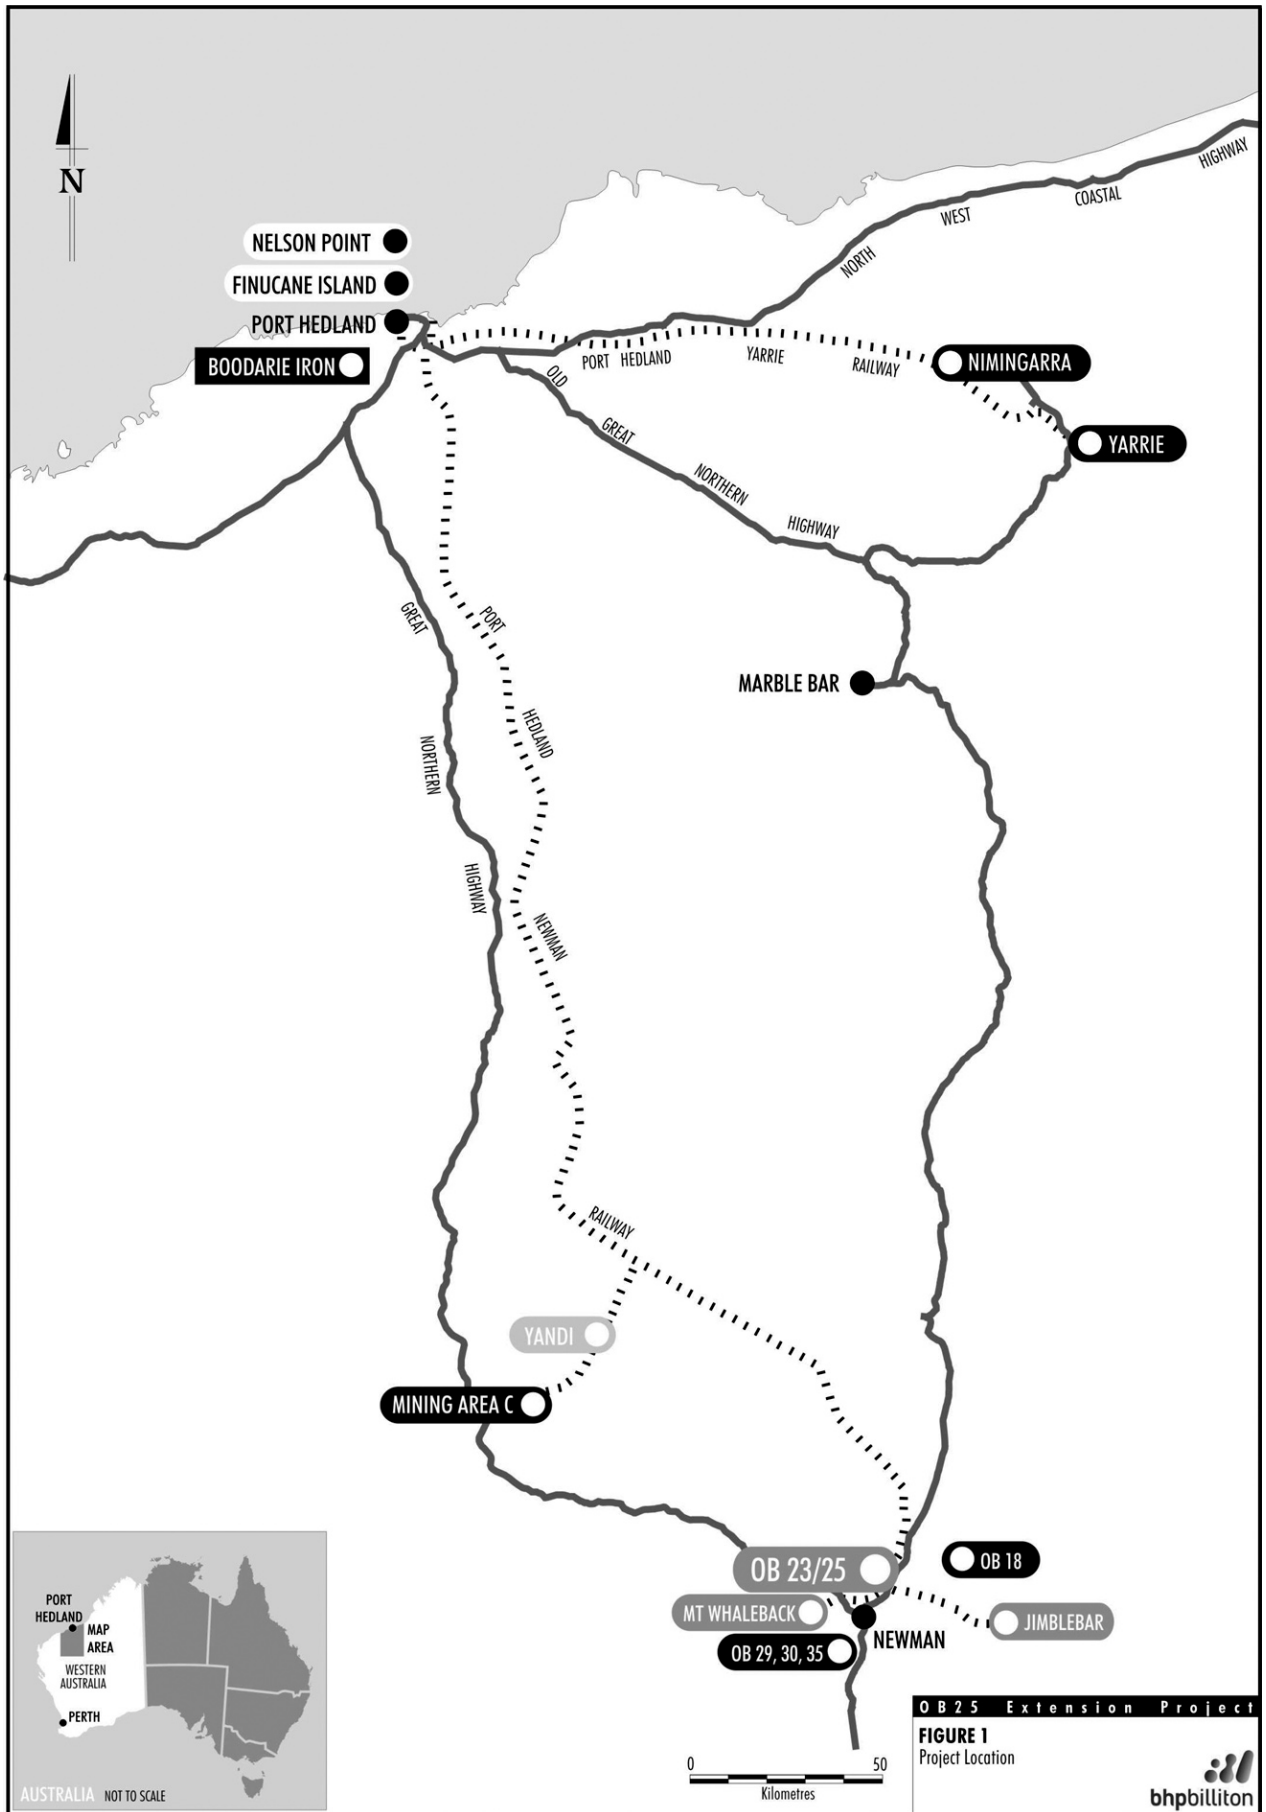 N
HIGHWAY
COASTAL
WEST
NORTH
NELSON POINT
FINUCANE ISLAND
PORT HEDLAND
BOODARIE IRON
PORT HEDLAND YARRIE RAILWAY
NIMINGARRA
YARRIE
OLD
GREAT
NORTHERN
HIGHWAY
GREAT
NORTHERN
HIGHWAY
PORT
HEDLAND
NEWMAN
RAILWAY
MARBLE BAR
YANDI
MINING AREA C
OB 23/25
OB 18
MT WHALEBACK
NEWMAN
JIMBLEBAR
OB 29, 30, 35
PORT
HEDLAND
MAP
AREA
WESTERN
AUSTRALIA
PERTH
AUSTRALIA NOT TO SCALE
0 50
Kilometres
OB25 Extension Project
FIGURE 1
Project Location
bhpbilliton